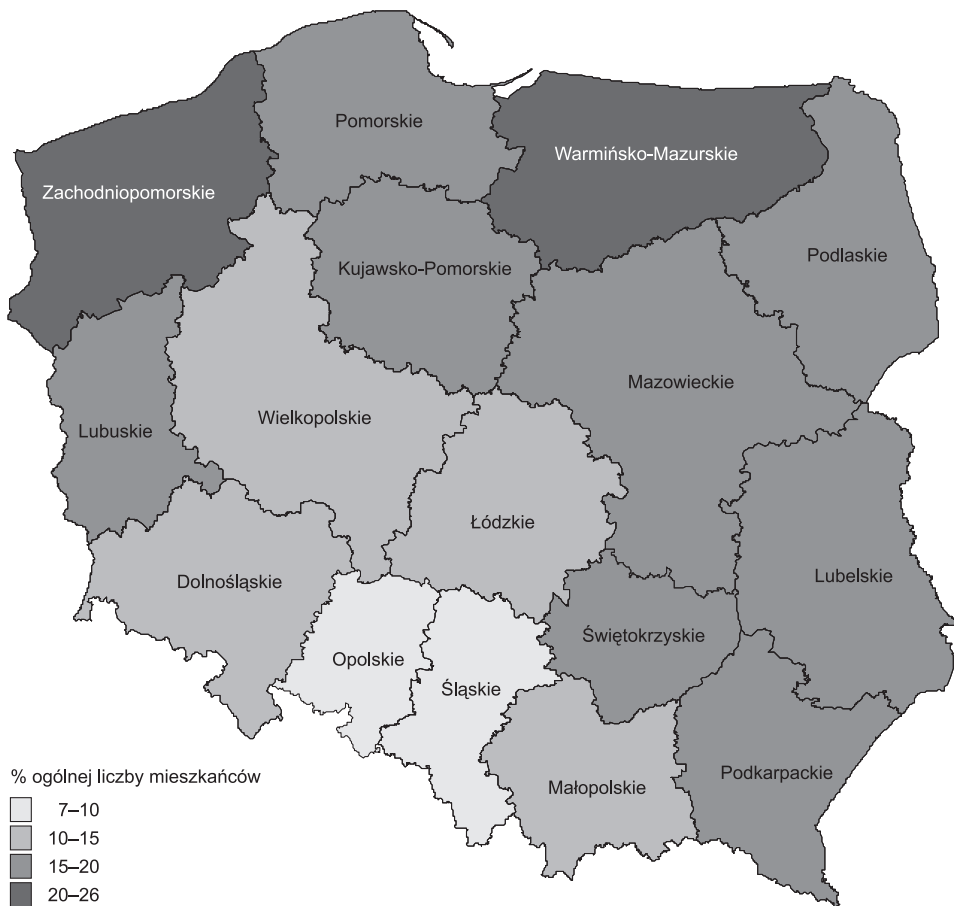 Pomorskie
Warmińsko-Mazurskie
Zachodniopomorskie
Podlaskie
Kujawsko-Pomorskie
Mazowieckie
Wielkopolskie
Lubuskie
Łódzkie
Dolnośląskie
Lubelskie
Świętokrzyskie
Opolskie
Śląskie
Podkarpackie
Małopolskie
% ogólnej liczby mieszkańców
7–10
10–15
15–20
20–26